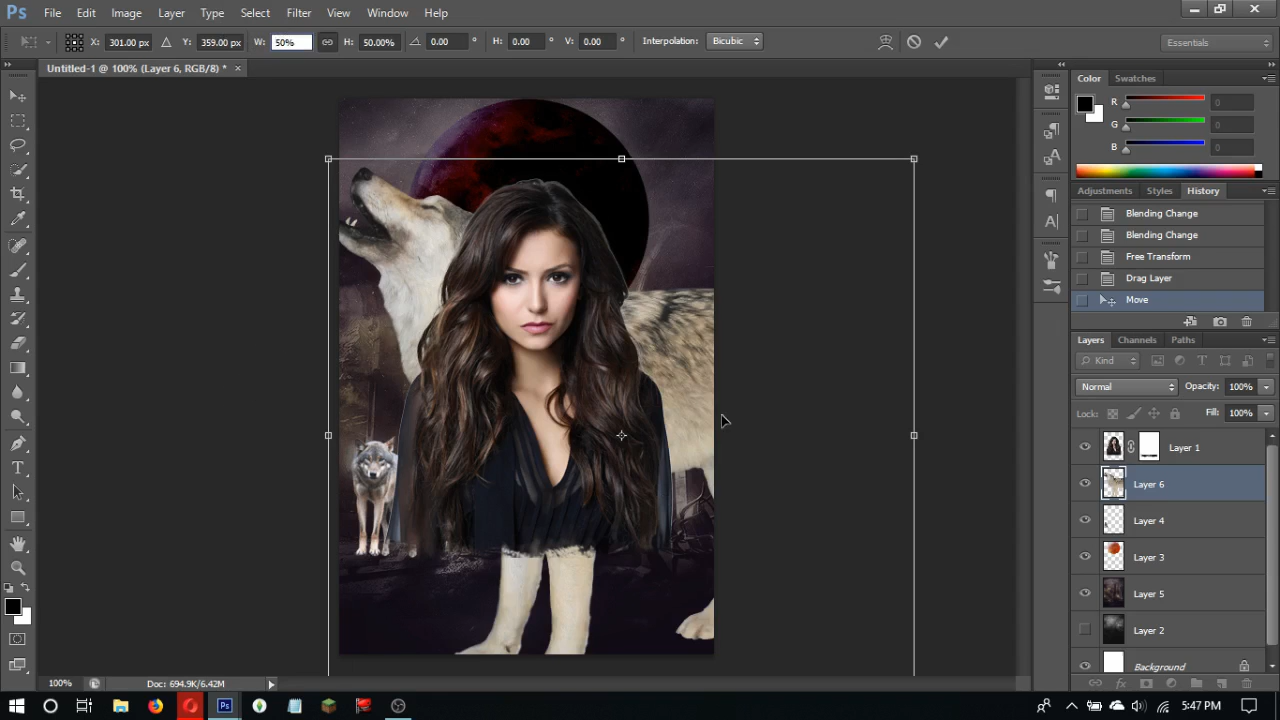 Ps File Edit Image Layer Type Select Filter View Window Help
X: 301.00 px Y: 359.00 px W: 50% H: 50.00% 0.00 ° H: 0.00 ° V: 0.00 ° Interpolation: Bicubic Essentials
Untitled-1 @ 100% (Layer 6, RGB/8) * ×
Color Swatches
R 0
G 0
B 0
Adjustments Styles History
Blending Change
Blending Change
Free Transform
Drag Layer
Move
Layers Channels Paths
Kind
Normal Opacity: 100%
Lock: Fill: 100%
Layer 1
Layer 6
Layer 4
Layer 3
Layer 5
Layer 2
Background
100% Doc: 694.9K/6.42M
5:47 PM